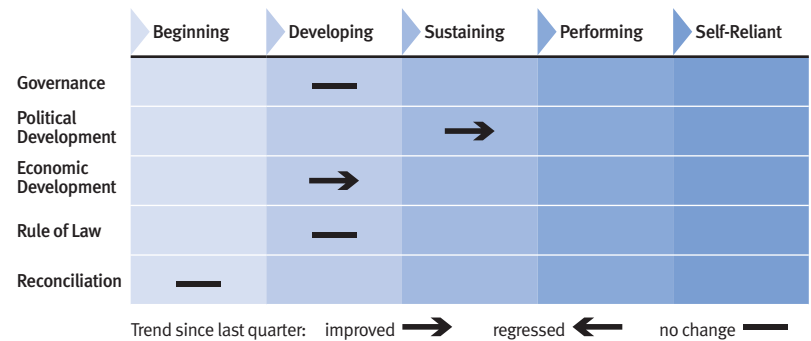 Beginning Developing Sustaining Performing Self-Reliant
Governance
Political
Development
Economic
Development
Rule of Law
Reconciliation
Trend since last quarter: improved regressed no change